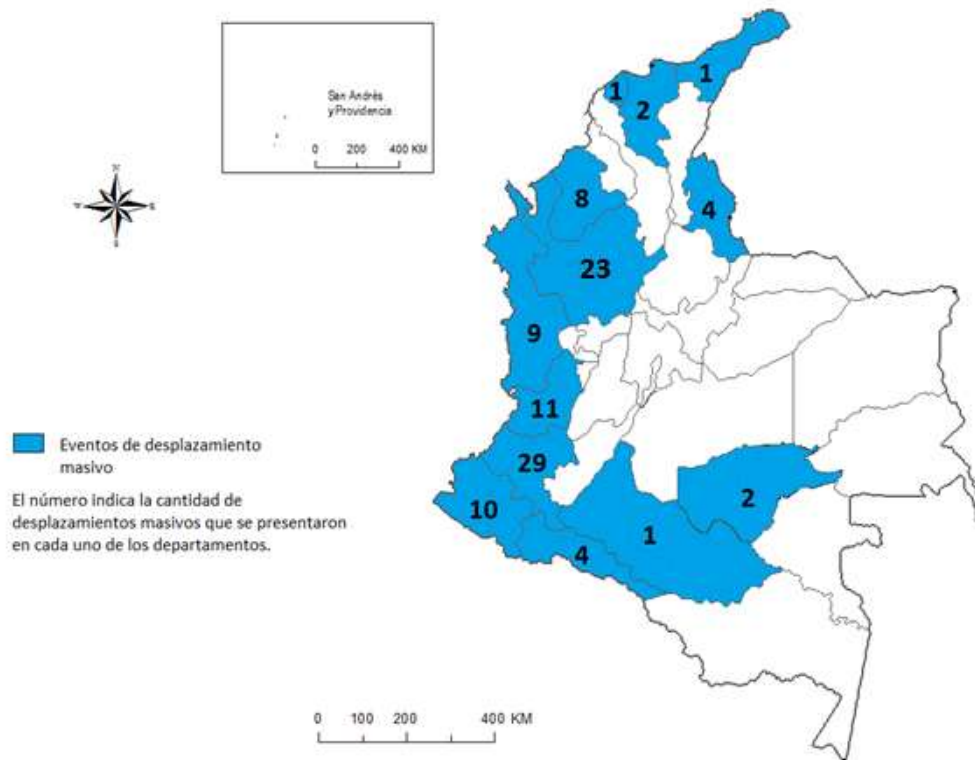 San Andrés
y Providencia
0 200 400 KM
N
W E
S
1
1
2
4
8
23
9
11
29
10
4
1
2
Eventos de desplazamiento
masivo
El número indica la cantidad de
desplazamientos masivos que se presentaron
en cada uno de los departamentos.
0 100 200 400 KM